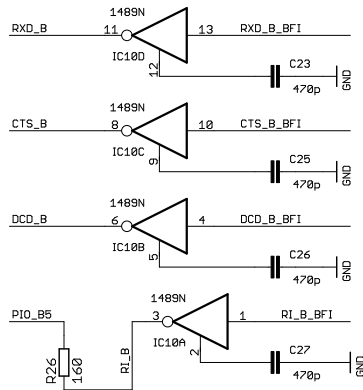 1489N
RXD_B 11 13 RXD_B_BFI
IC10D 12 C23
470p GND
1489N
CTS_B 8 10 CTS_B_BFI
IC10C 9 C25
470p GND
1489N
DCD_B 6 4 DCD_B_BFI
IC10B 5 C26
470p GND
1489N
PIO_B5 3 1 RI_B_BFI
R26 160 RI_B IC10A 2 C27
470p GND